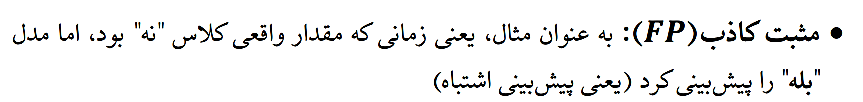 • مثبت کاذب(FP): به عنوان مثال، یعنی زمانی که مقدار واقعی کلاس "نه" بود، اما مدل
"بله" را پیش‌بینی کرد (یعنی پیش‌بینی اشتباه)